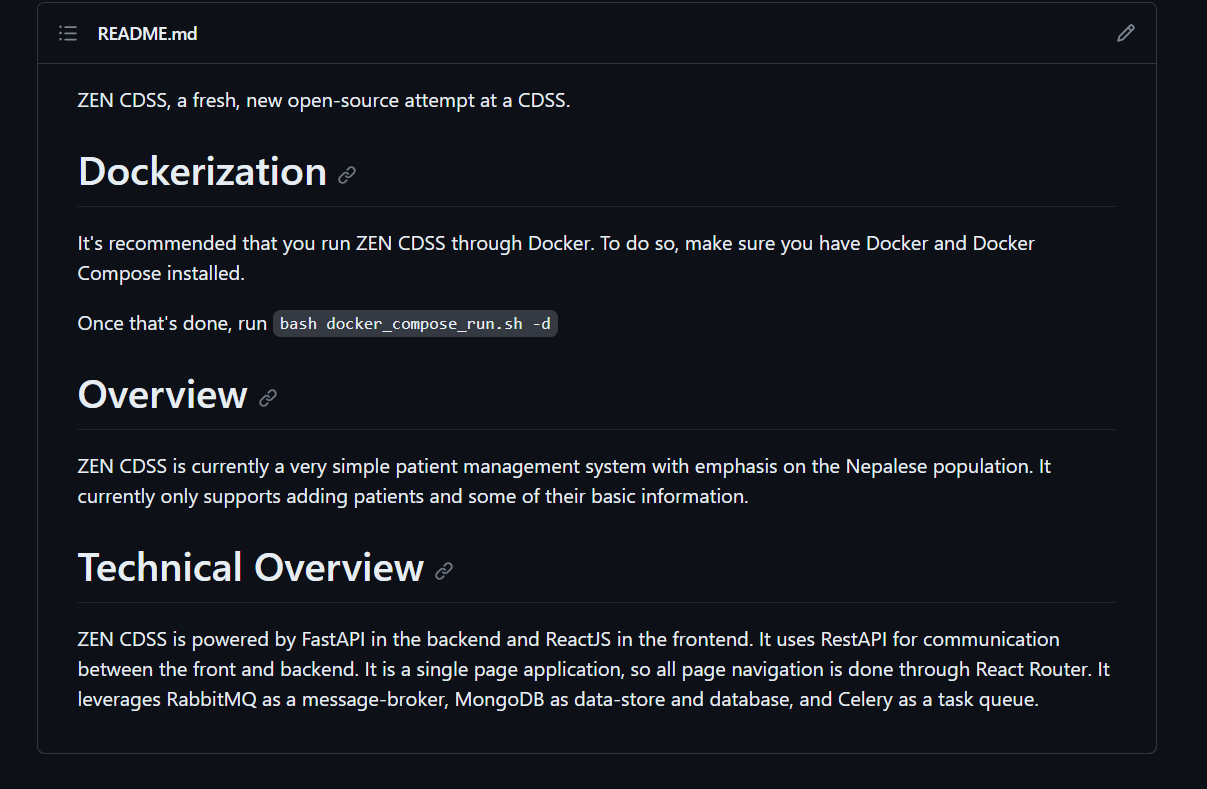 README.md
ZEN CDSS, a fresh, new open-source attempt at a CDSS.
Dockerization
It's recommended that you run ZEN CDSS through Docker. To do so, make sure you have Docker and Docker
Compose installed.
Once that's done, run bash docker_compose_run.sh -d
Overview
ZEN CDSS is currently a very simple patient management system with emphasis on the Nepalese population. It
currently only supports adding patients and some of their basic information.
Technical Overview
ZEN CDSS is powered by FastAPI in the backend and ReactJS in the frontend. It uses RestAPI for communication
between the front and backend. It is a single page application, so all page navigation is done through React Router. It
leverages RabbitMQ as a message-broker, MongoDB as data-store and database, and Celery as a task queue.